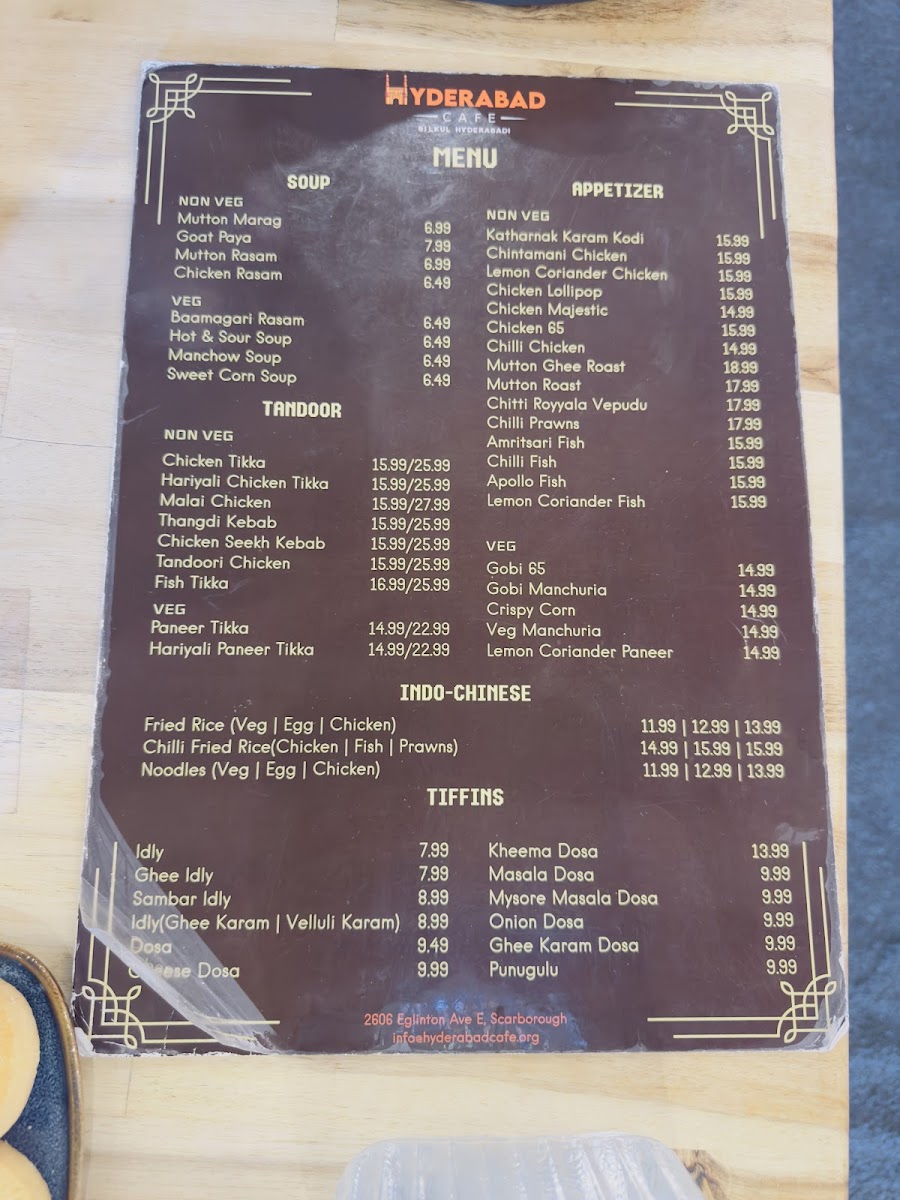 HYDERABAD
CAFE
BILKUL HYDERABADI
MENU
SOUP
NON VEG
Mutton Marag 6.99
Goat Paya 7.99
Mutton Rasam 6.99
Chicken Rasam 6.49
VEG
Baamagari Rasam 6.49
Hot & Sour Soup 6.49
Manchow Soup 6.49
Sweet Corn Soup 6.49
TANDOOR
NON VEG
Chicken Tikka 15.99/25.99
Hariyali Chicken Tikka 15.99/25.99
Malai Chicken 15.99/27.99
Thangdi Kebab 15.99/25.99
Chicken Seekh Kebab 15.99/25.99
Tandoori Chicken 15.99/25.99
Fish Tikka 16.99/25.99
VEG
Paneer Tikka 14.99/22.99
Hariyali Paneer Tikka 14.99/22.99
APPETIZER
NON VEG
Katharnak Karam Kodi 15.99
Chintamani Chicken 15.99
Lemon Coriander Chicken 15.99
Chicken Lollipop 15.99
Chicken Majestic 14.99
Chicken 65 15.99
Chilli Chicken 14.99
Mutton Ghee Roast 18.99
Mutton Roast 17.99
Chitti Royyala Vepudu 17.99
Chilli Prawns 17.99
Amritsari Fish 15.99
Chilli Fish 15.99
Apollo Fish 15.99
Lemon Coriander Fish 15.99
VEG
Gobi 65 14.99
Gobi Manchuria 14.99
Crispy Corn 14.99
Veg Manchuria 14.99
Lemon Coriander Paneer 14.99
INDO-CHINESE
Fried Rice (Veg | Egg | Chicken) 11.99 | 12.99 | 13.99
Chilli Fried Rice(Chicken | Fish | Prawns) 14.99 | 15.99 | 15.99
Noodles (Veg | Egg | Chicken) 11.99 | 12.99 | 13.99
TIFFINS
Idly 7.99
Ghee Idly 7.99
Sambar Idly 8.99
Idly(Ghee Karam | Velluli Karam) 8.99
Dosa 9.49
Cheese Dosa 9.99
Kheema Dosa 13.99
Masala Dosa 9.99
Mysore Masala Dosa 9.99
Onion Dosa 9.99
Ghee Karam Dosa 9.99
Punugulu 9.99
2606 Eglinton Ave E, Scarborough
info@hyderabadcafe.org